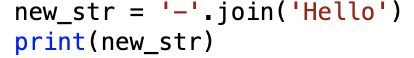 new_str = '-'.join('Hello')
print(new_str)